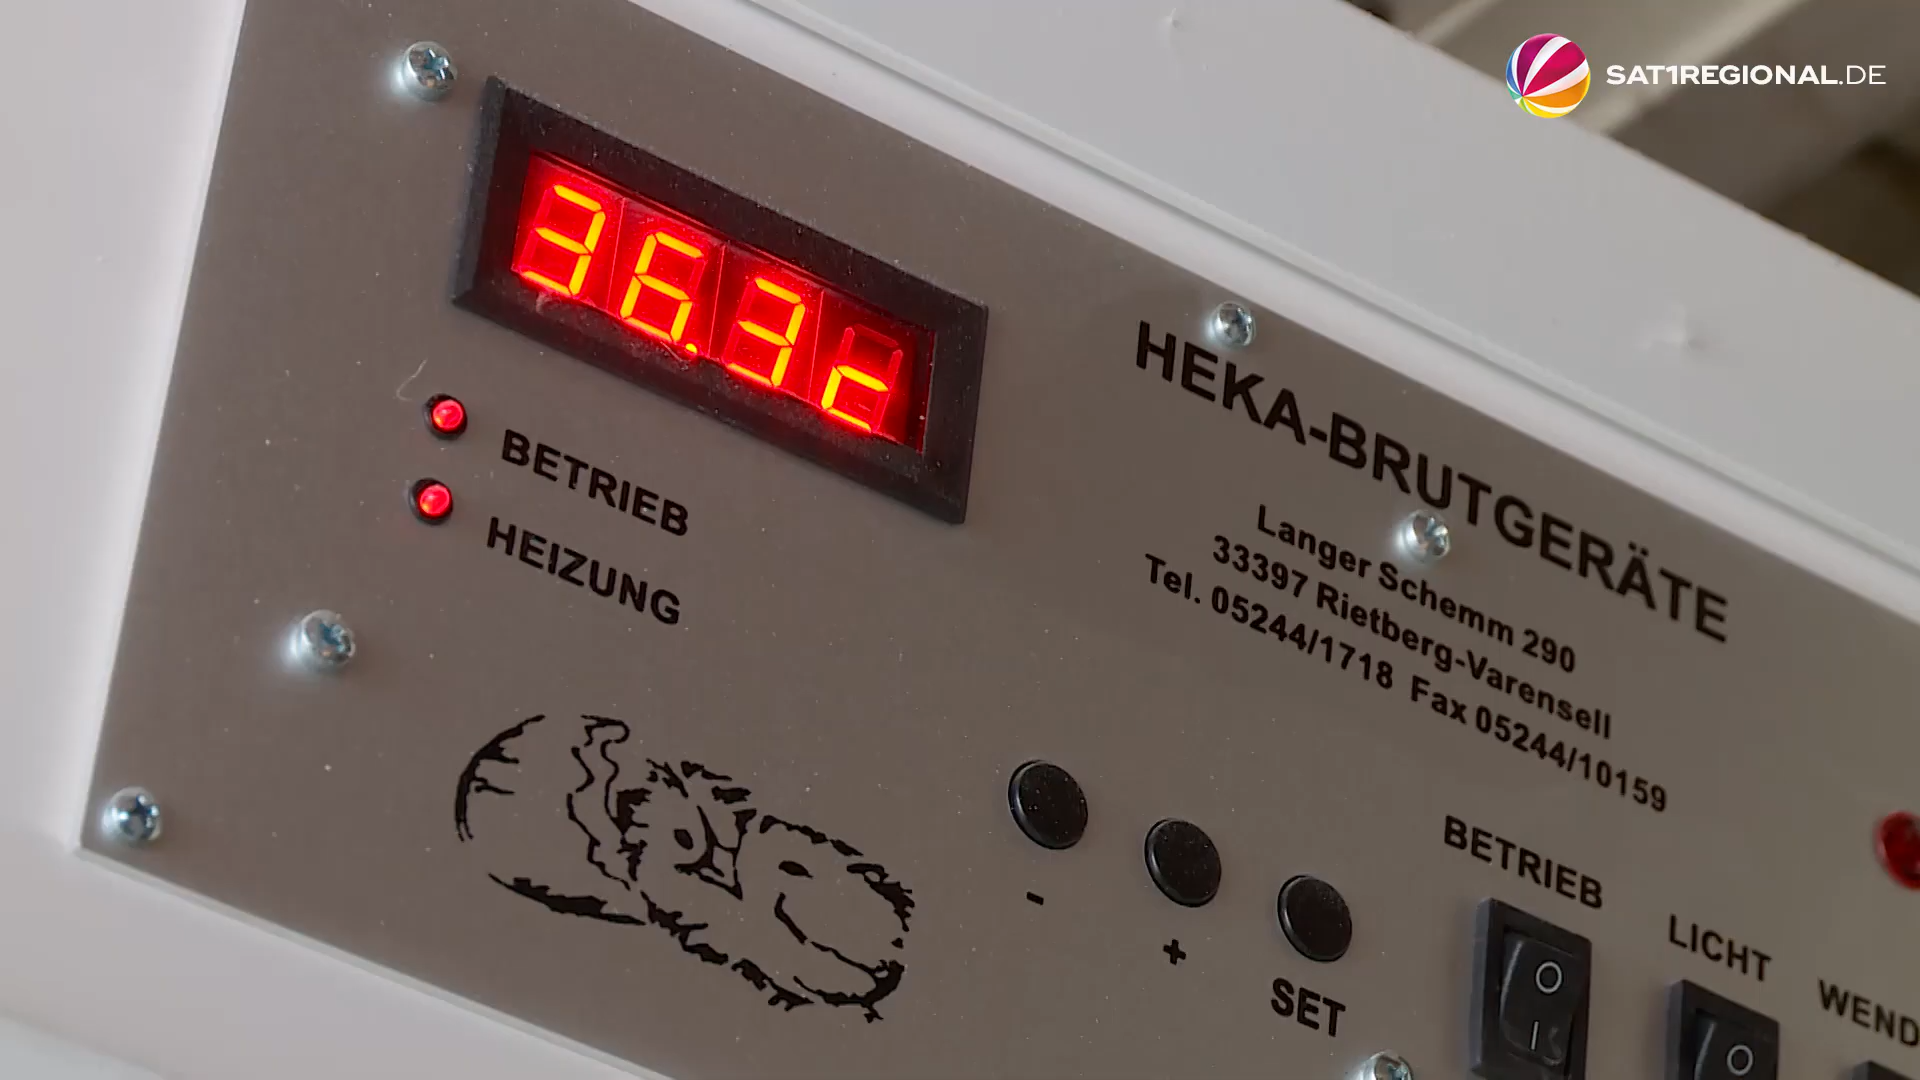 SAT1REGIONAL.DE
36.3c
BETRIEB
HEIZUNG
HEKA-BRUTGERÄTE
Langer Schemm 290
33397 Rietberg-Varensell
Tel. 05244/1718 Fax 05244/10159
-
+
SET
BETRIEB
LICHT
WEND